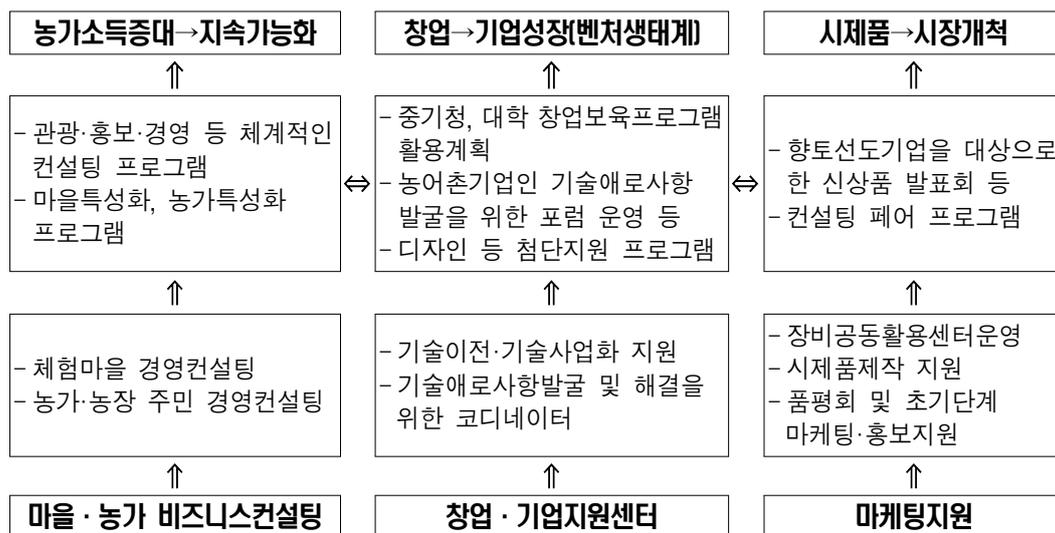 농가소득증대→지속가능화
창업→기업성장(벤처생태계)
시제품→시장개척
⇑
⇑
⇑
- 관광·홍보·경영 등 체계적인
컨설팅 프로그램
- 마을특성화, 농가특성화
프로그램
⇔
- 중기청, 대학 창업보육프로그램
활용계획
- 농어촌기업인 기술애로사항
발굴을 위한 포럼 운영 등
- 디자인 등 첨단지원 프로그램
⇔
- 향토선도기업을 대상으로
한 신상품 발표회 등
- 컨설팅 페어 프로그램
⇑
⇑
⇑
- 체험마을 경영컨설팅
- 농가·농장 주민 경영컨설팅
- 기술이전·기술사업화 지원
- 기술애로사항발굴 및 해결을
위한 코디네이터
- 장비공동활용센터운영
- 시제품제작 지원
- 품평회 및 초기단계
마케팅·홍보지원
⇑
⇑
⇑
마을·농가 비즈니스컨설팅
창업·기업지원센터
마케팅지원